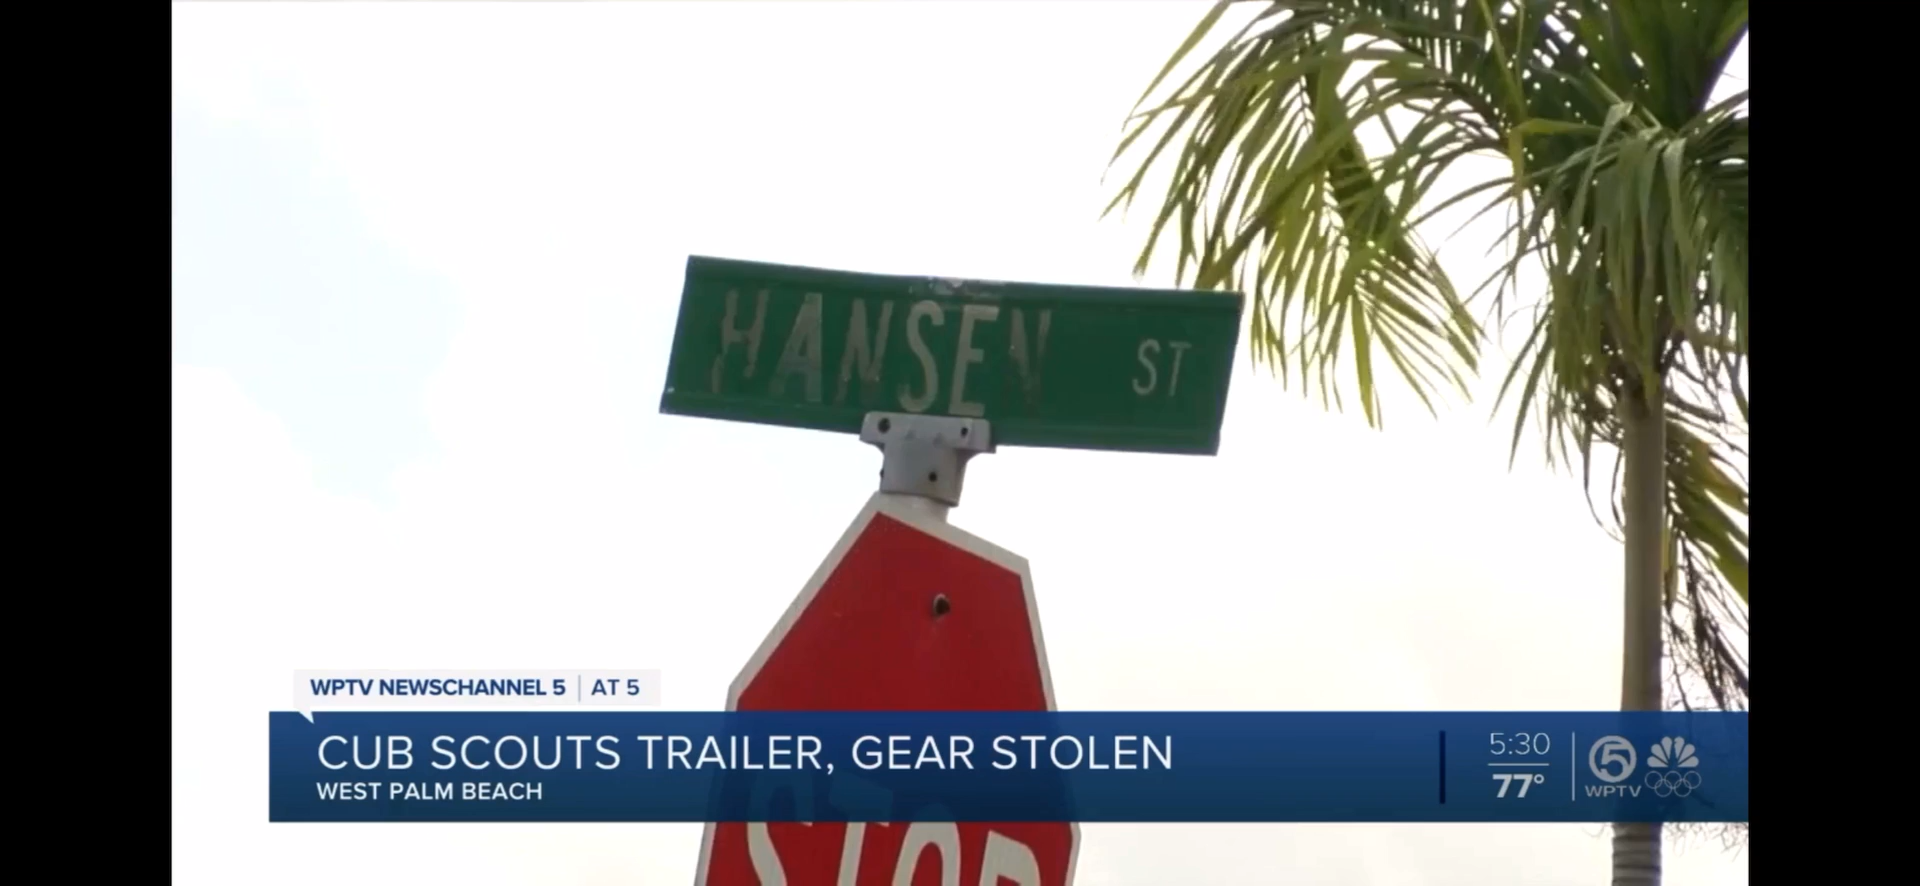 HANSEN ST
WPTV NEWSCHANNEL 5 | AT 5
CUB SCOUTS TRAILER, GEAR STOLEN
WEST PALM BEACH
5:30
77°
5
WPTV
STOP